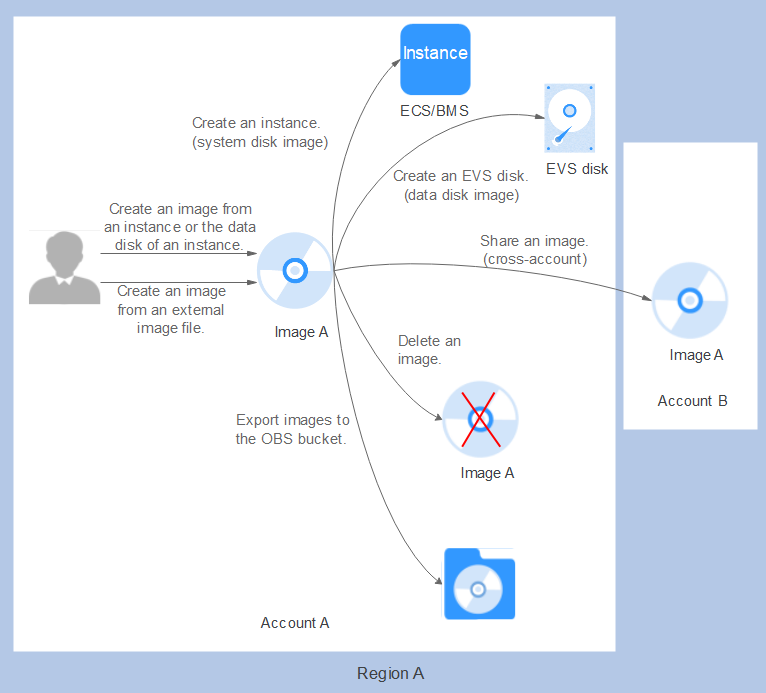 Instance
ECS/BMS
Create an instance.
(system disk image)
EVS disk
Create an EVS disk.
(data disk image)
Create an image from
an instance or the data
disk of an instance.
Share an image.
(cross-account)
Create an image
from an external
image file.
Image A
Delete an
image.
Image A
Account B
Export images to
the OBS bucket.
Image A
Account A
Region A